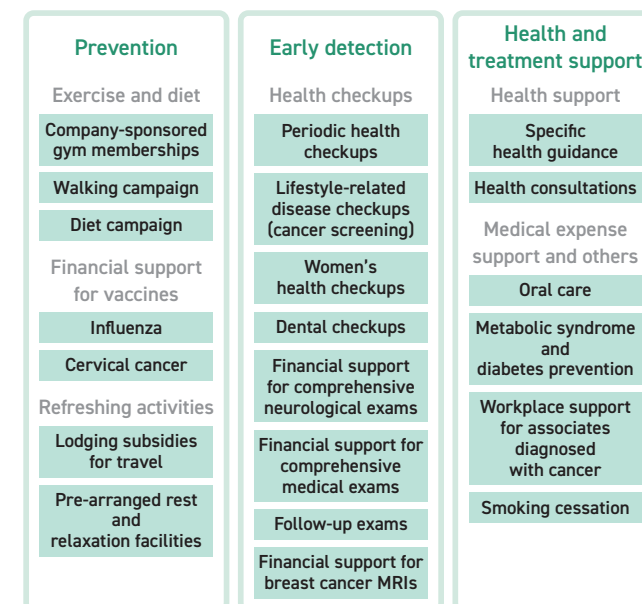 Prevention
Exercise and diet
Company-sponsored
gym memberships
Walking campaign
Diet campaign
Financial support
for vaccines
Influenza
Cervical cancer
Refreshing activities
Lodging subsidies
for travel
Pre-arranged rest
and
relaxation facilities
Early detection
Health checkups
Periodic health
checkups
Lifestyle-related
disease checkups
(cancer screening)
Women's
health checkups
Dental checkups
Financial support
for comprehensive
neurological exams
Financial support for
comprehensive
medical exams
Follow-up exams
Financial support for
breast cancer MRIs
Health and
treatment support
Health support
Specific
health guidance
Health consultations
Medical expense
support and others
Oral care
Metabolic syndrome
and
diabetes prevention
Workplace support
for associates
diagnosed
with cancer
Smoking cessation